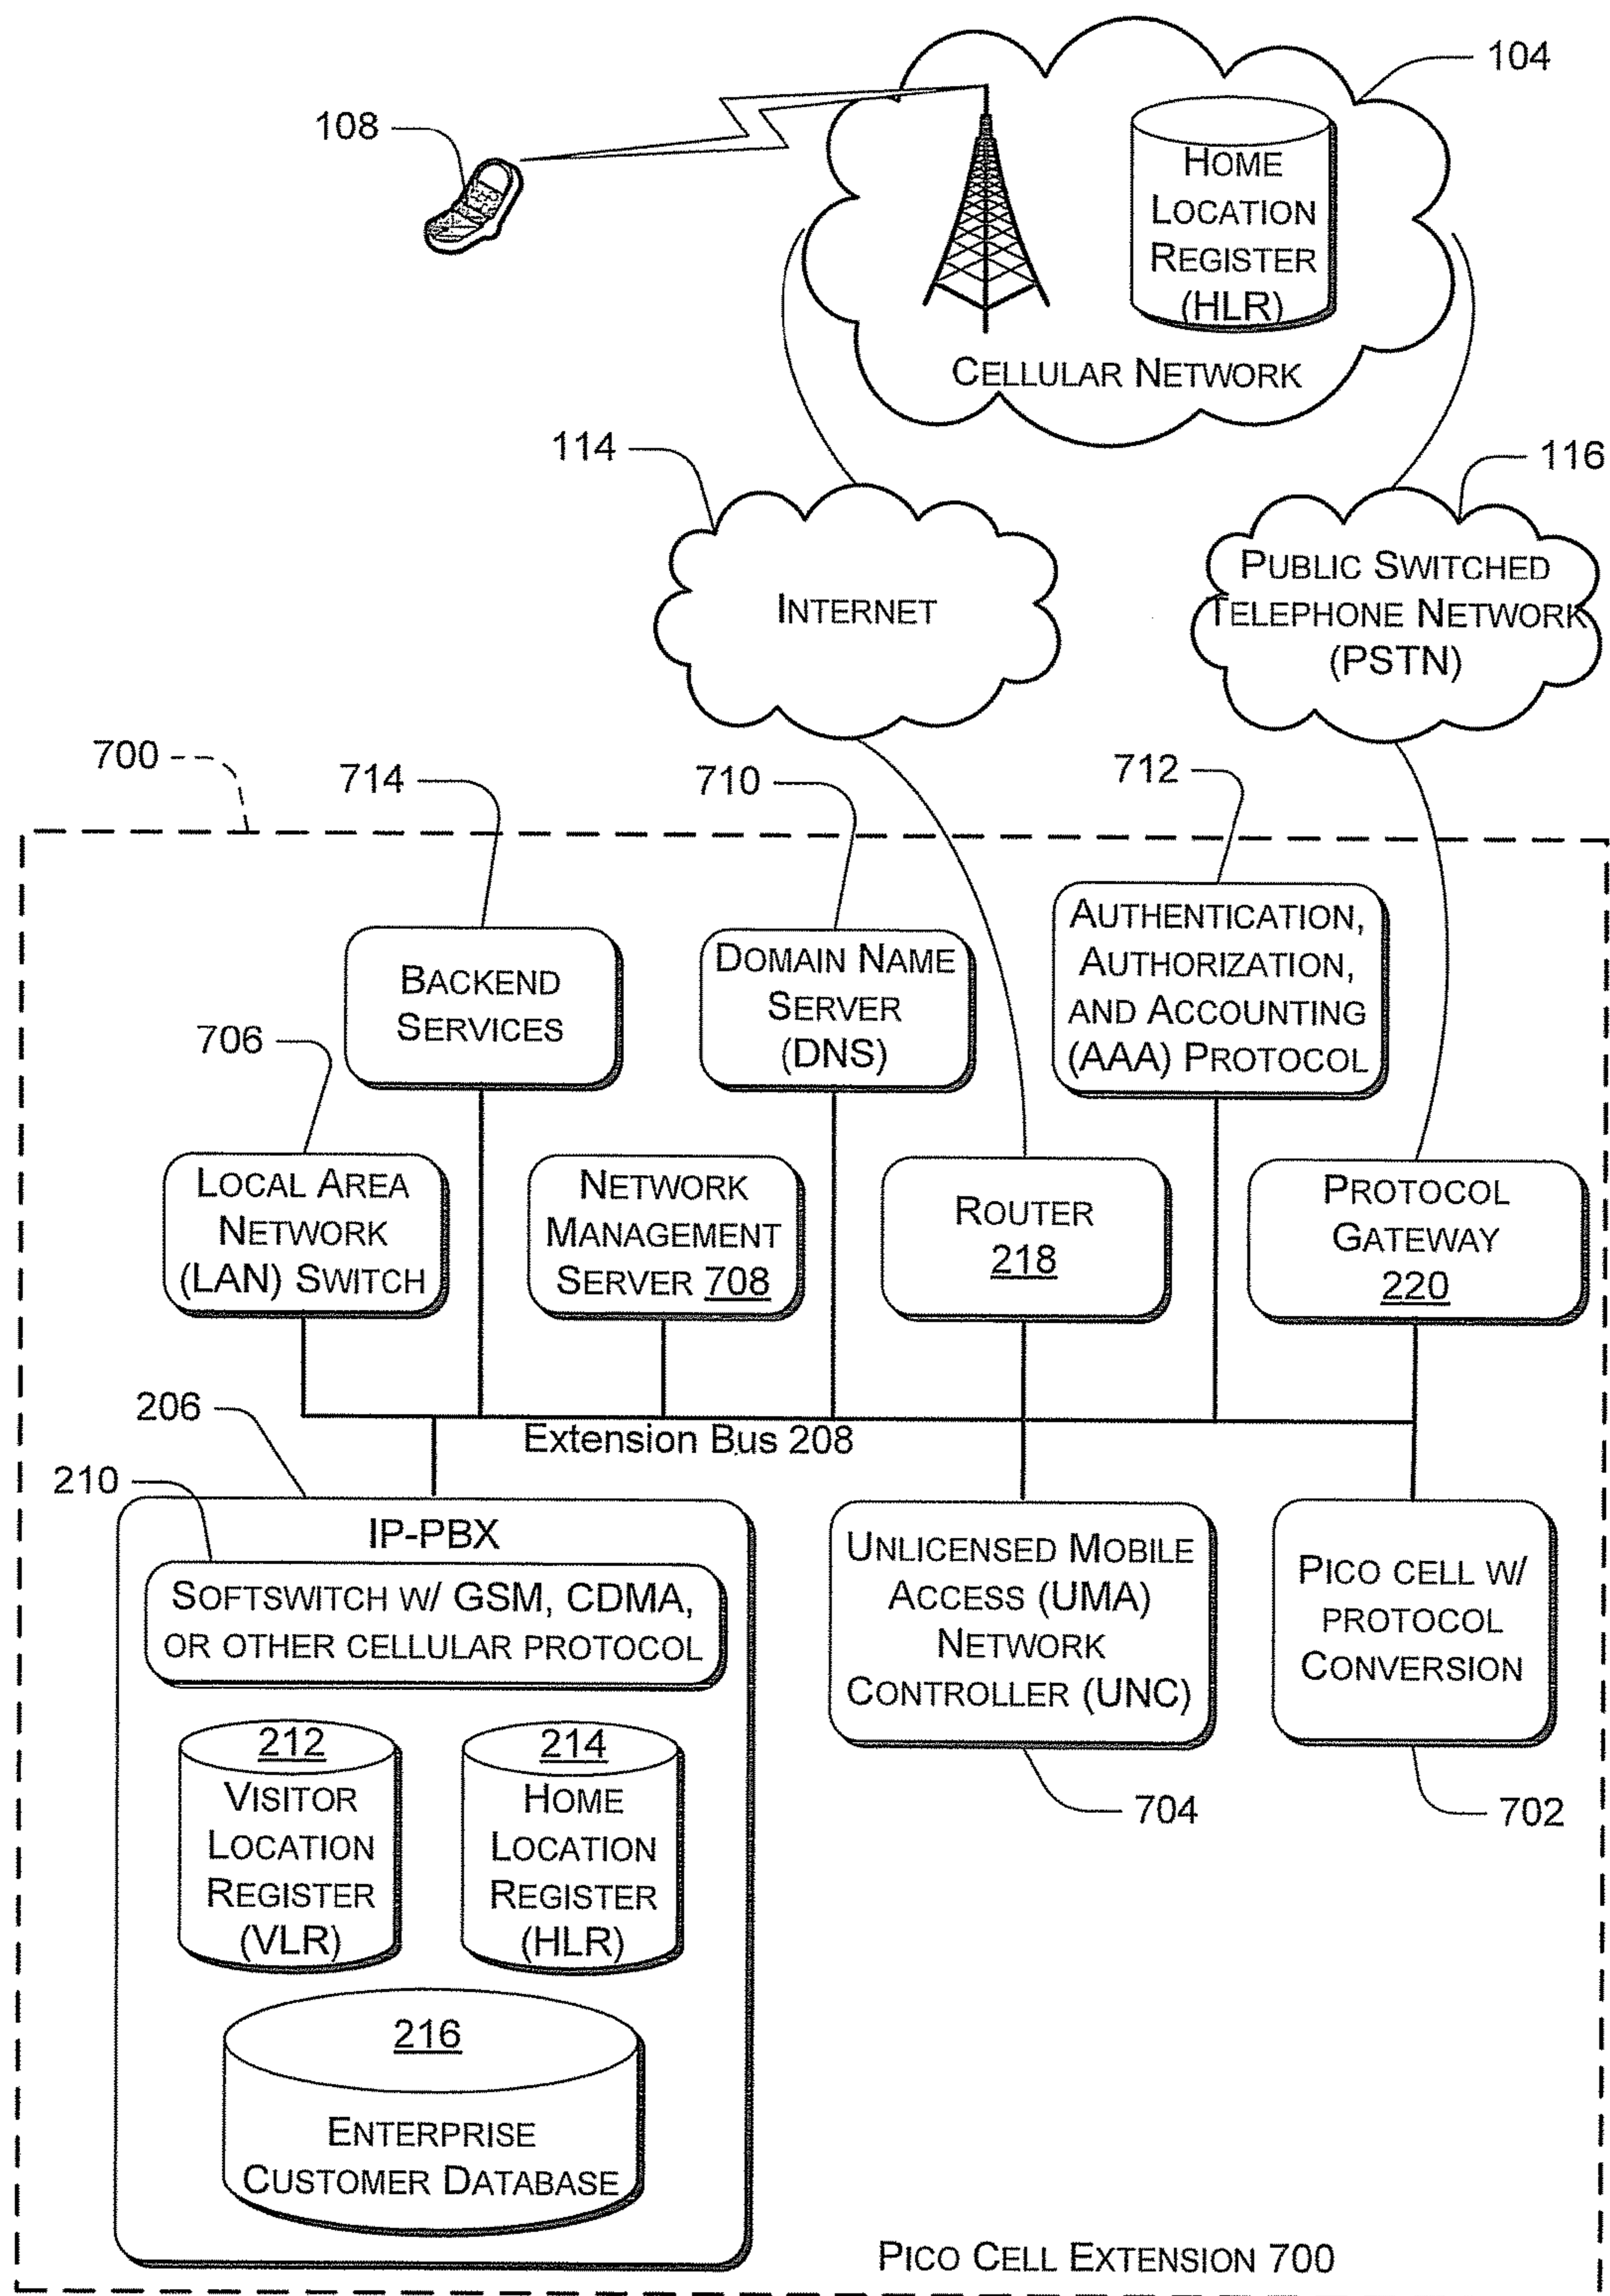 104
108
HOME
LOCATION
REGISTER
(HLR)
CELLULAR NETWORK
114
116
INTERNET
PUBLIC SWITCHED
TELEPHONE NETWORK
(PSTN)
700
714
710
712
BACKEND
SERVICES
DOMAIN NAME
SERVER
(DNS)
AUTHENTICATION,
AUTHORIZATION,
AND ACCOUNTING
(AAA) PROTOCOL
706
LOCAL AREA
NETWORK
(LAN) SWITCH
NETWORK
MANAGEMENT
SERVER 708
ROUTER
218
PROTOCOL
GATEWAY
220
206
Extension Bus 208
210
IP-PBX
SOFTSWITCH W/ GSM, CDMA,
OR OTHER CELLULAR PROTOCOL
212
VISITOR
LOCATION
REGISTER
(VLR)
214
HOME
LOCATION
REGISTER
(HLR)
216
ENTERPRISE
CUSTOMER DATABASE
UNLICENSED MOBILE
ACCESS (UMA)
NETWORK
CONTROLLER (UNC)
704
PICO CELL W/
PROTOCOL
CONVERSION
702
PICO CELL EXTENSION 700